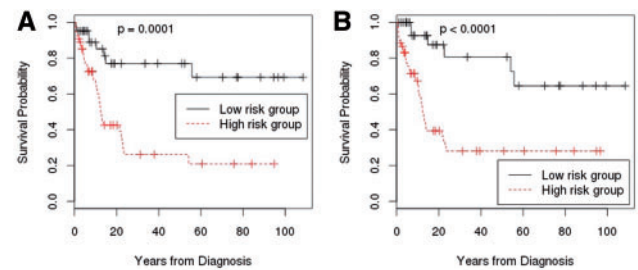 A
p = 0.0001
Survival Probability
1.0
0.8
0.6
0.4
0.2
0
Low risk group
High risk group
0 20 40 60 80 100
Years from Diagnosis
B
p < 0.0001
Survival Probability
1.0
0.8
0.6
0.4
0.2
0
Low risk group
High risk group
0 20 40 60 80 100
Years from Diagnosis